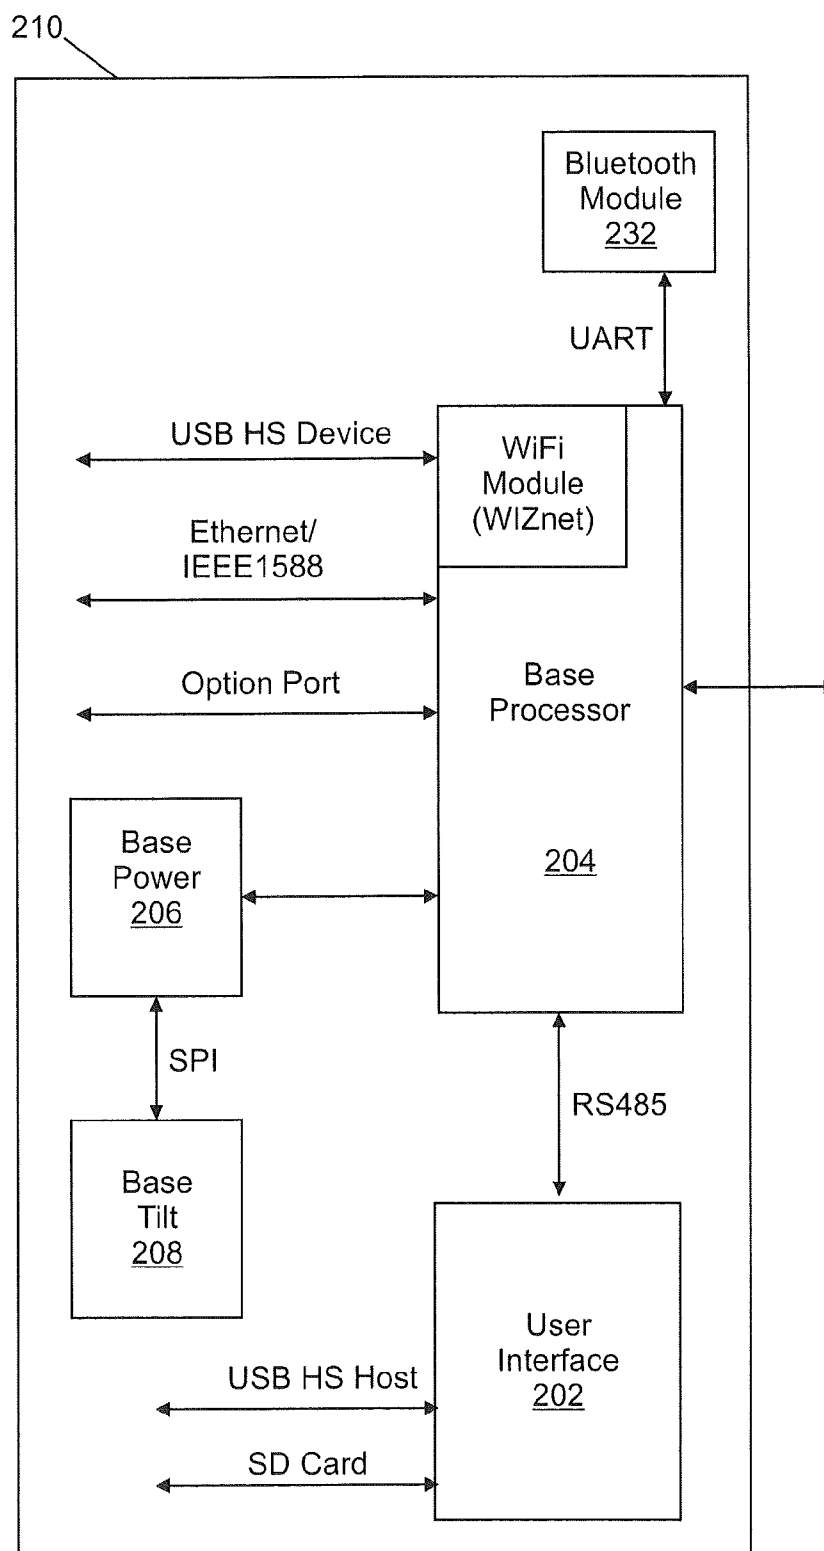 210
Bluetooth
Module
232
UART
USB HS Device
WiFi
Module
(WIZnet)
Ethernet/
IEEE1588
Option Port
Base
Processor
204
Base
Power
206
SPI
RS485
Base
Tilt
208
User
Interface
202
USB HS Host
SD Card